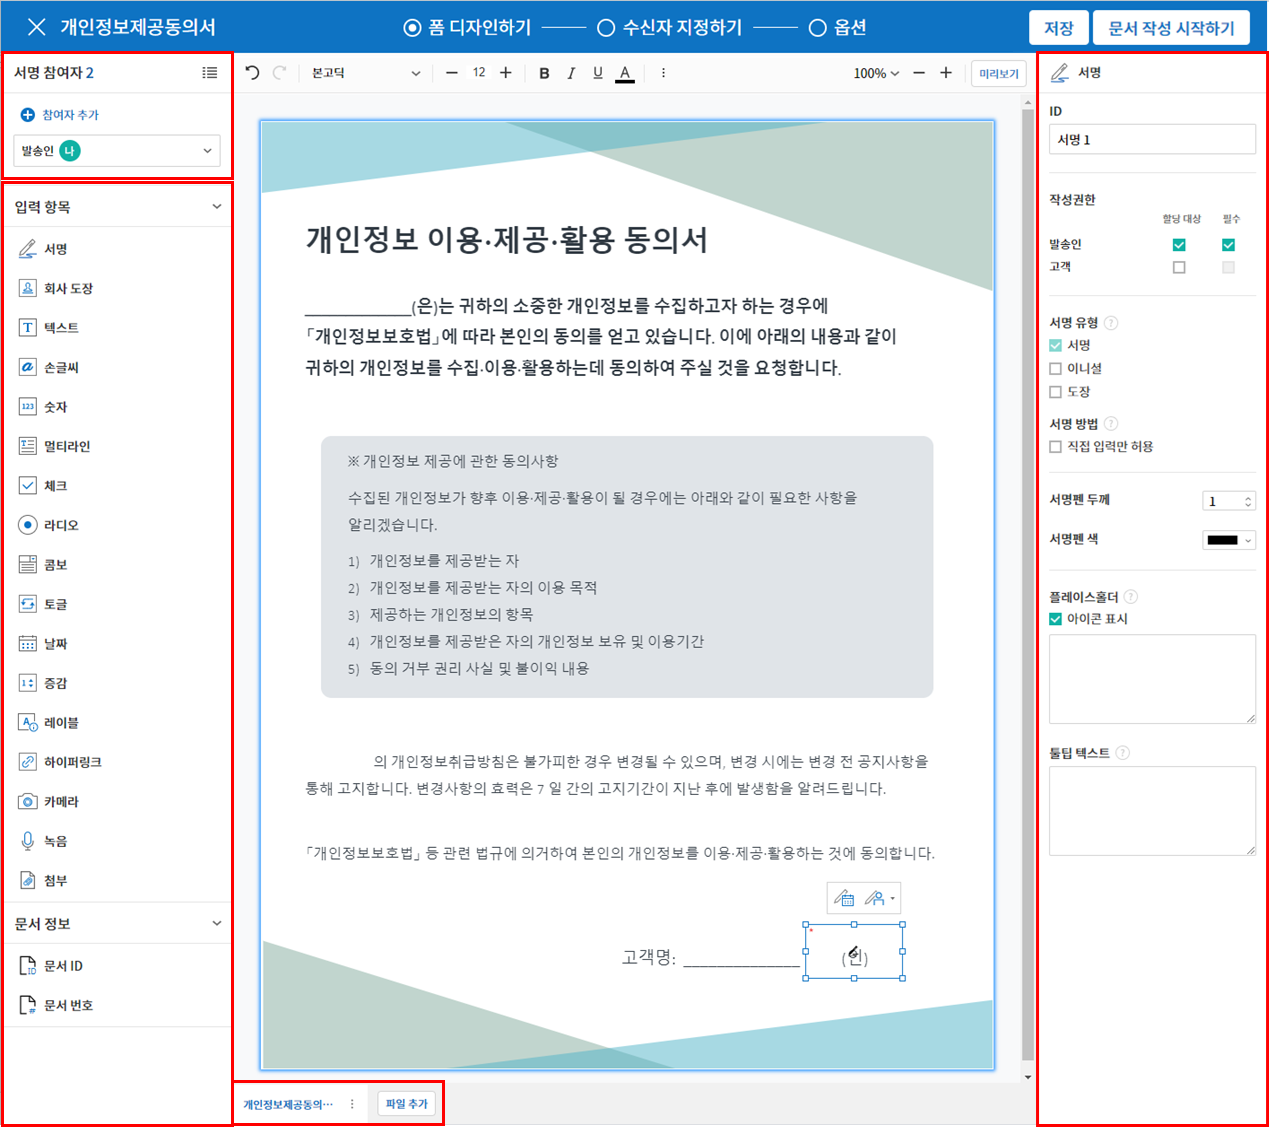 개인정보제공동의서
폼 디자인하기
수신자 지정하기
옵션
저장
문서 작성 시작하기
서명 참여자 2
참여자 추가
발송인 나
입력 항목
서명
회사 도장
T 텍스트
a 손글씨
123 숫자
멀티라인
체크
라디오
콤보
토글
날짜
1 증감
A 레이블
하이퍼링크
카메라
녹음
첨부
문서 정보
ID 문서 ID
# 문서 번호
본고딕
12
B I U A
100%
미리보기
개인정보 이용·제공·활용 동의서
____________(은)는 귀하의 소중한 개인정보를 수집하고자 하는 경우에
「개인정보보호법」에 따라 본인의 동의를 얻고 있습니다. 이에 아래의 내용과 같이
귀하의 개인정보를 수집·이용·활용하는데 동의하여 주실 것을 요청합니다.
※ 개인정보 제공에 관한 동의사항
수집된 개인정보가 향후 이용·제공·활용이 될 경우에는 아래와 같이 필요한 사항을
알리겠습니다.
1) 개인정보를 제공받는 자
2) 개인정보를 제공받는 자의 이용 목적
3) 제공하는 개인정보의 항목
4) 개인정보를 제공받은 자의 개인정보 보유 및 이용기간
5) 동의 거부 권리 사실 및 불이익 내용
의 개인정보취급방침은 불가피한 경우 변경될 수 있으며, 변경 시에는 변경 전 공지사항을
통해 고지합니다. 변경사항의 효력은 7 일 간의 고지기간이 지난 후에 발생함을 알려드립니다.
「개인정보보호법」 등 관련 법규에 의거하여 본인의 개인정보를 이용·제공·활용하는 것에 동의합니다.
고객명: ______________ * (인)
개인정보제공동의···
파일 추가
서명
ID
서명 1
작성권한
할당 대상 필수
발송인
고객
서명 유형 ?
서명
이니셜
도장
서명 방법 ?
직접 입력만 허용
서명펜 두께 1
서명펜 색
플레이스홀더 ?
아이콘 표시
툴팁 텍스트 ?